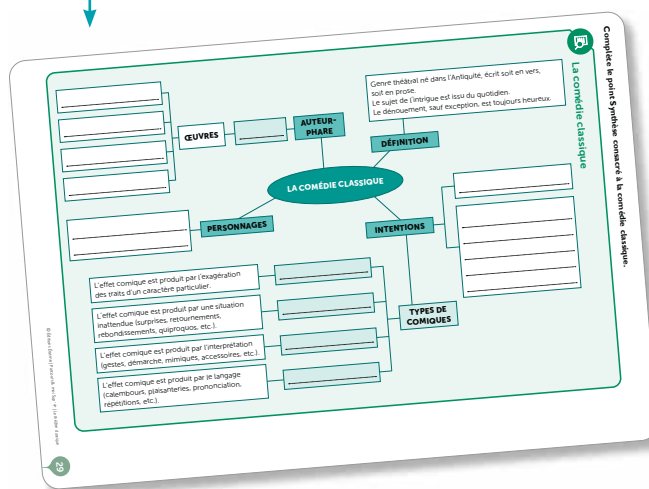 Complète le point Synthèse consacré à la comédie classique.
La comédie classique
Genre théâtral né dans l'Antiquité, écrit soit en vers,
soit en prose.
Le sujet de l'intrigue est issu du quotidien.
Le dénouement, sauf exception, est toujours heureux.
DÉFINITION
AUTEUR-
PHARE
ŒUVRES
LA COMÉDIE CLASSIQUE
PERSONNAGES
INTENTIONS
TYPES DE
COMIQUES
L'effet comique est produit par l'exagération
des traits d'un caractère particulier.
L'effet comique est produit par une situation
inattendue (surprises, retournements,
rebondissements, quiproquos, etc.).
L'effet comique est produit par l'interprétation
(gestes, démarche, mimiques, accessoires, etc.).
L'effet comique est produit par le langage
(calembours, plaisanteries, prononciation,
répétitions, etc.).
29